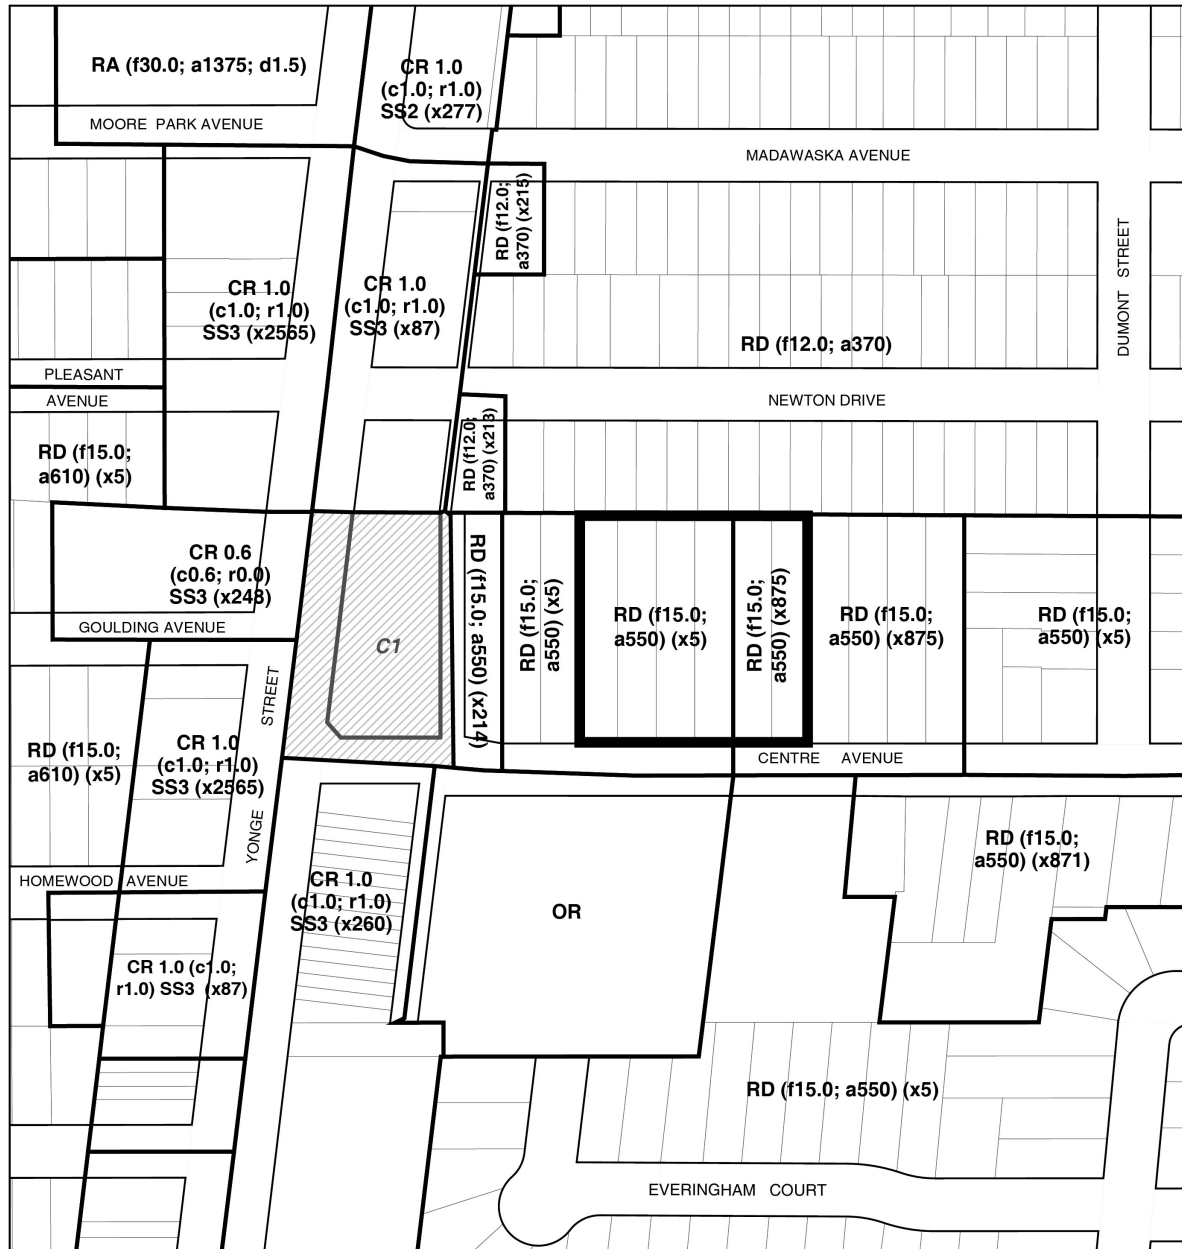 RA (f30.0; a1375; d1.5)
CR 1.0
(c1.0; r1.0)
SS2 (x277)
MOORE PARK AVENUE
MADAWASKA AVENUE
RD (f12.0;
a370) (x215)
DUMONT STREET
CR 1.0
(c1.0; r1.0)
SS3 (x2565)
CR 1.0
(c1.0; r1.0)
SS3 (x87)
RD (f12.0; a370)
PLEASANT
AVENUE
NEWTON DRIVE
RD (f15.0;
a610) (x5)
RD (f12.0;
a370) (x213)
CR 0.6
(c0.6; r0.0)
SS3 (x248)
GOULDING AVENUE
C1
RD (f15.0; a550) (x214)
RD (f15.0;
a550) (x5)
RD (f15.0;
a550) (x5)
RD (f15.0;
a550) (x875)
RD (f15.0;
a550) (x875)
RD (f15.0;
a550) (x5)
YONGE STREET
RD (f15.0;
a610) (x5)
CR 1.0
(c1.0; r1.0)
SS3 (x2565)
CENTRE AVENUE
HOMEWOOD AVENUE
CR 1.0
(c1.0; r1.0)
SS3 (x260)
OR
RD (f15.0;
a550) (x871)
CR 1.0 (c1.0;
r1.0) SS3 (x87)
RD (f15.0; a550) (x5)
EVERINGHAM COURT